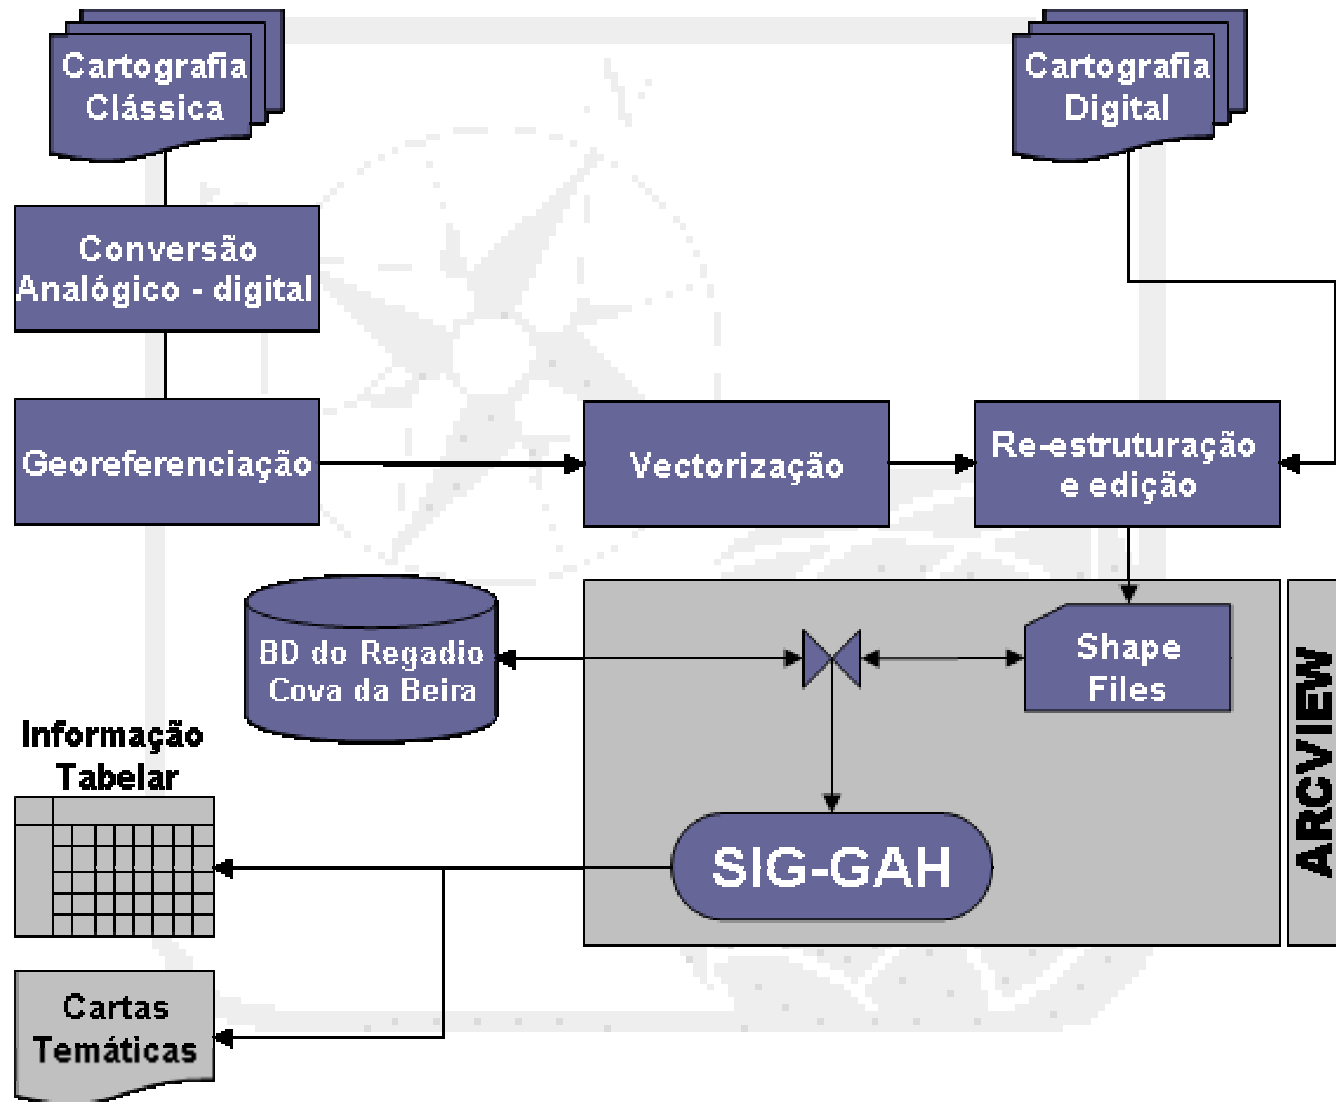 Cartografia
Clássica
Cartografia
Digital
Conversão
Analógico - digital
Georeferenciação
Vectorização
Re-estruturação
e edição
BD do Regadio
Cova da Beira
Shape
Files
ARCVIEW
Informação
Tabelar
SIG-GAH
Cartas
Temáticas